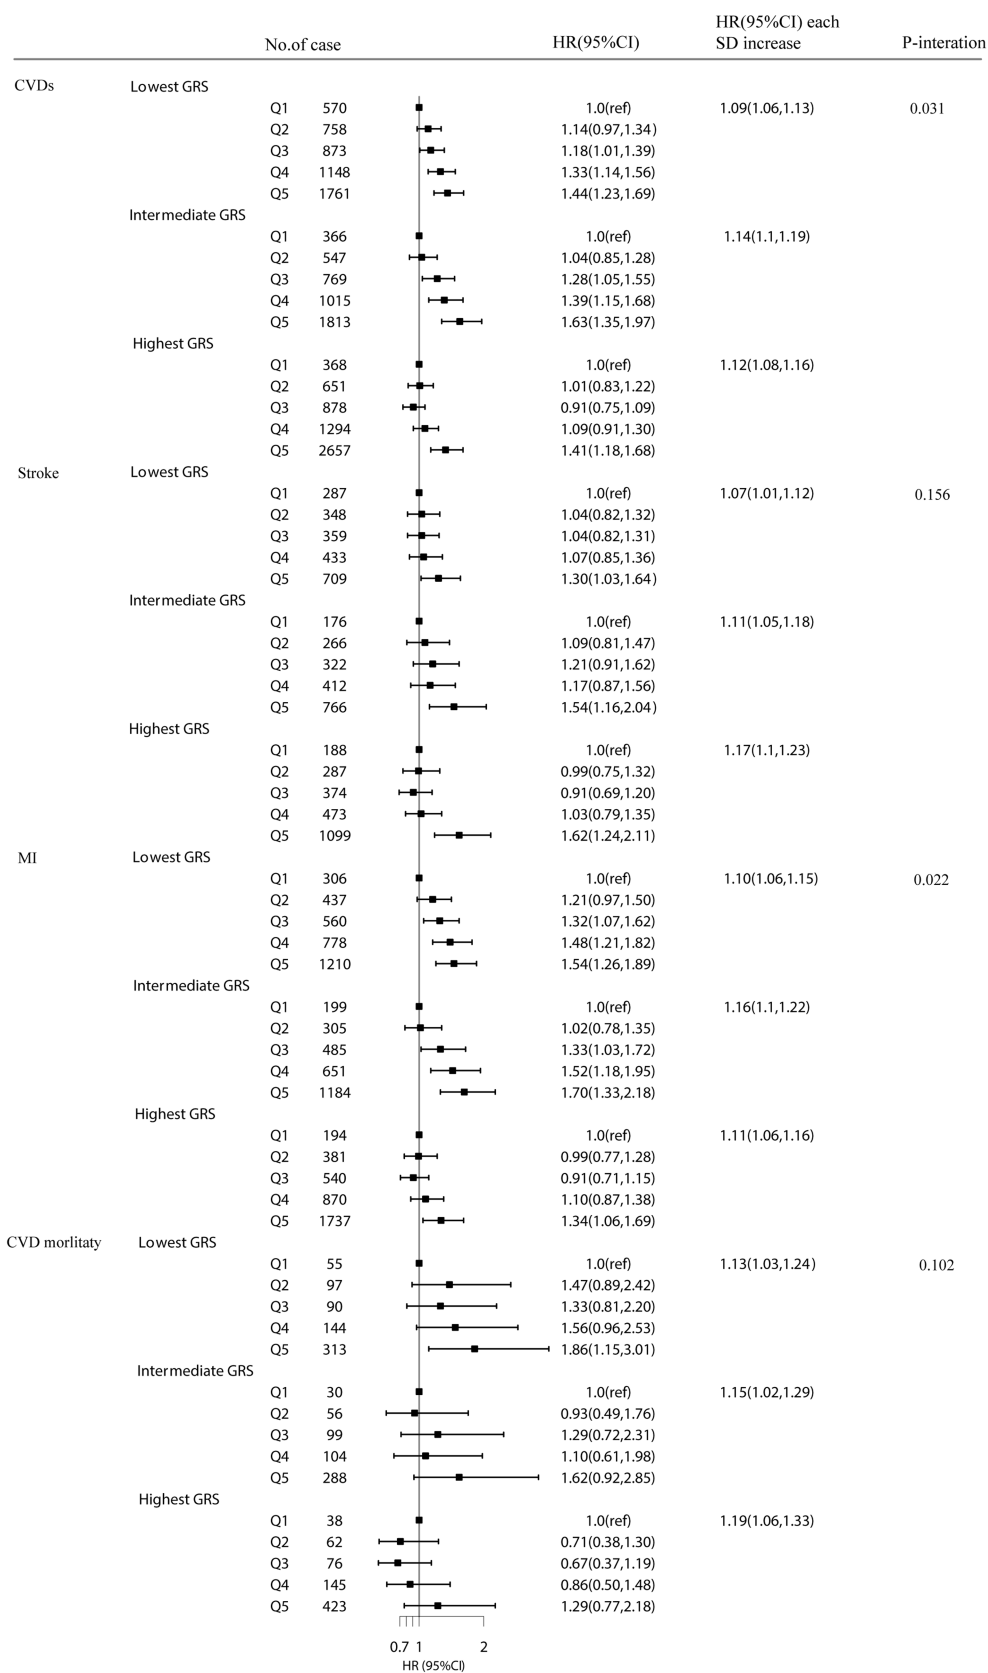 HR(95%CI) each
No.of case HR(95%CI) SD increase P-interation
CVDs Lowest GRS
Q1 570 1.0(ref) 1.09(1.06,1.13) 0.031
Q2 758 1.14(0.97,1.34)
Q3 873 1.18(1.01,1.39)
Q4 1148 1.33(1.14,1.56)
Q5 1761 1.44(1.23,1.69)
Intermediate GRS
Q1 366 1.0(ref) 1.14(1.1,1.19)
Q2 547 1.04(0.85,1.28)
Q3 769 1.28(1.05,1.55)
Q4 1015 1.39(1.15,1.68)
Q5 1813 1.63(1.35,1.97)
Highest GRS
Q1 368 1.0(ref) 1.12(1.08,1.16)
Q2 651 1.01(0.83,1.22)
Q3 878 0.91(0.75,1.09)
Q4 1294 1.09(0.91,1.30)
Q5 2657 1.41(1.18,1.68)
Stroke Lowest GRS
Q1 287 1.0(ref) 1.07(1.01,1.12) 0.156
Q2 348 1.04(0.82,1.32)
Q3 359 1.04(0.82,1.31)
Q4 433 1.07(0.85,1.36)
Q5 709 1.30(1.03,1.64)
Intermediate GRS
Q1 176 1.0(ref) 1.11(1.05,1.18)
Q2 266 1.09(0.81,1.47)
Q3 322 1.21(0.91,1.62)
Q4 412 1.17(0.87,1.56)
Q5 766 1.54(1.16,2.04)
Highest GRS
Q1 188 1.0(ref) 1.17(1.1,1.23)
Q2 287 0.99(0.75,1.32)
Q3 374 0.91(0.69,1.20)
Q4 473 1.03(0.79,1.35)
Q5 1099 1.62(1.24,2.11)
MI Lowest GRS
Q1 306 1.0(ref) 1.10(1.06,1.15) 0.022
Q2 437 1.21(0.97,1.50)
Q3 560 1.32(1.07,1.62)
Q4 778 1.48(1.21,1.82)
Q5 1210 1.54(1.26,1.89)
Intermediate GRS
Q1 199 1.0(ref) 1.16(1.1,1.22)
Q2 305 1.02(0.78,1.35)
Q3 485 1.33(1.03,1.72)
Q4 651 1.52(1.18,1.95)
Q5 1184 1.70(1.33,2.18)
Highest GRS
Q1 194 1.0(ref) 1.11(1.06,1.16)
Q2 381 0.99(0.77,1.28)
Q3 540 0.91(0.71,1.15)
Q4 870 1.10(0.87,1.38)
Q5 1737 1.34(1.06,1.69)
CVD morlitaty Lowest GRS
Q1 55 1.0(ref) 1.13(1.03,1.24) 0.102
Q2 97 1.47(0.89,2.42)
Q3 90 1.33(0.81,2.20)
Q4 144 1.56(0.96,2.53)
Q5 313 1.86(1.15,3.01)
Intermediate GRS
Q1 30 1.0(ref) 1.15(1.02,1.29)
Q2 56 0.93(0.49,1.76)
Q3 99 1.29(0.72,2.31)
Q4 104 1.10(0.61,1.98)
Q5 288 1.62(0.92,2.85)
Highest GRS
Q1 38 1.0(ref) 1.19(1.06,1.33)
Q2 62 0.71(0.38,1.30)
Q3 76 0.67(0.37,1.19)
Q4 145 0.86(0.50,1.48)
Q5 423 1.29(0.77,2.18)
0.7 1 2
HR (95%CI)